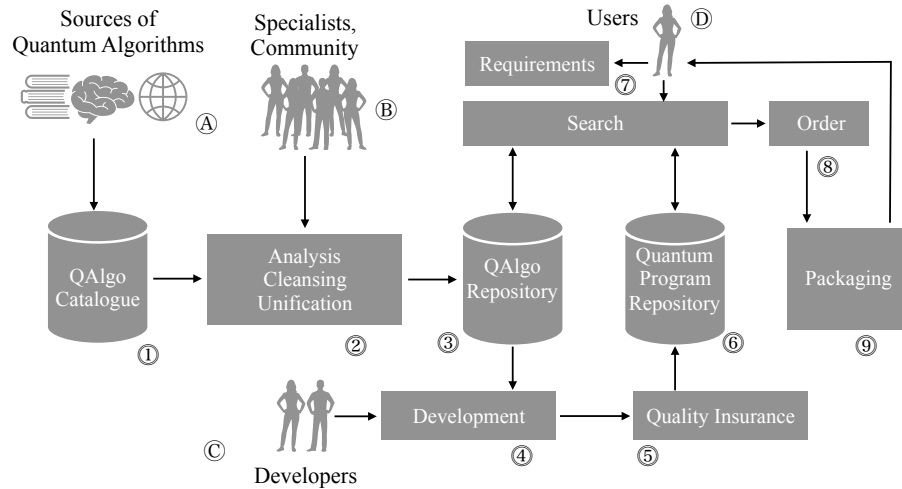 Sources of
Quantum Algorithms
Ⓐ
Specialists,
Community
Ⓑ
Users
Ⓓ
Requirements
⑦
Search
Order
⑧
QAlgo
Catalogue
①
Analysis
Cleansing
Unification
②
QAlgo
Repository
③
Quantum
Program
Repository
⑥
Packaging
⑨
Ⓒ
Developers
Development
④
Quality Insurance
⑤